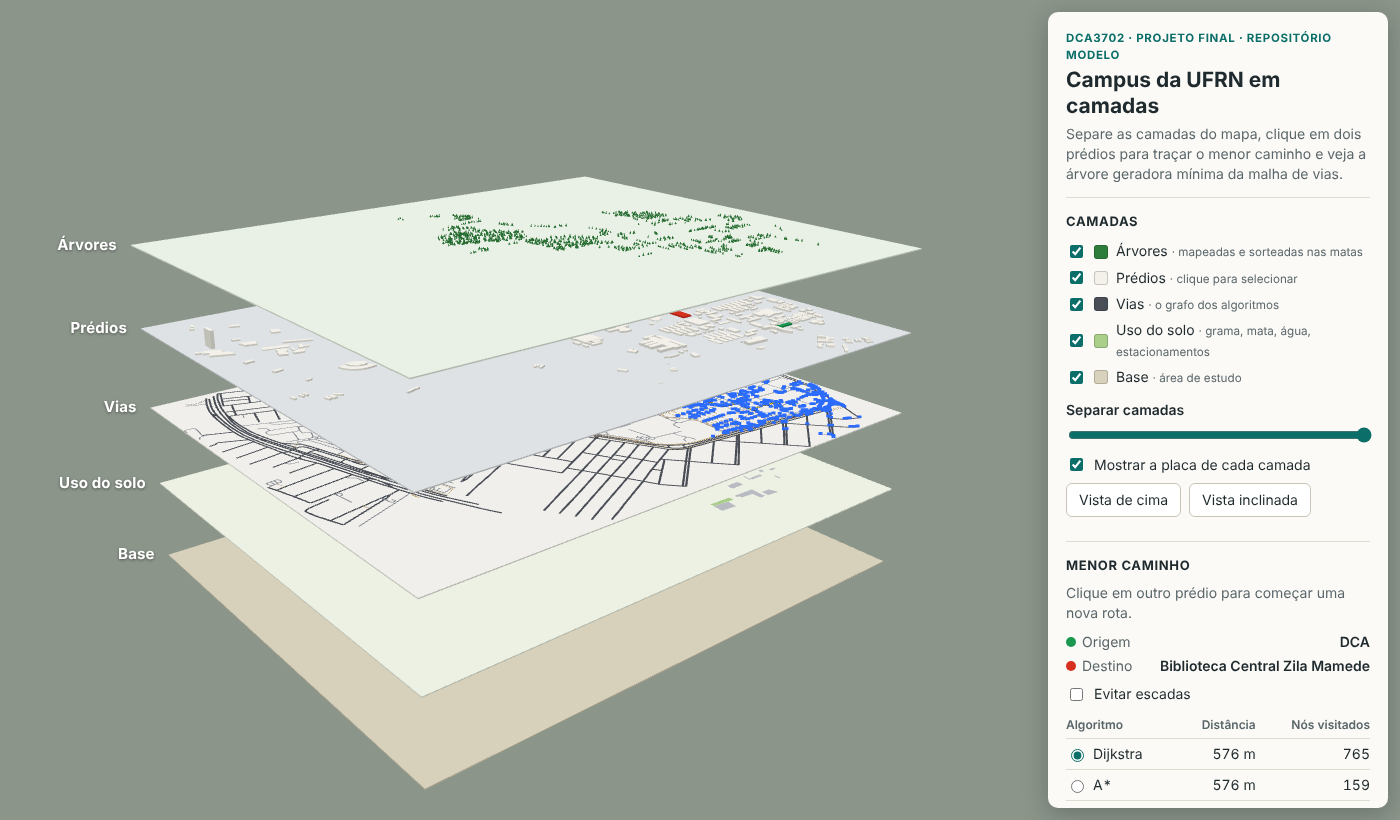 Árvores
Prédios
Vias
Uso do solo
Base
DCA3702 · PROJETO FINAL · REPOSITÓRIO
MODELO
Campus da UFRN em
camadas
Separe as camadas do mapa, clique em dois
prédios para traçar o menor caminho e veja a
árvore geradora mínima da malha de vias.
CAMADAS
Árvores · mapeadas e sorteadas nas matas
Prédios · clique para selecionar
Vias · o grafo dos algoritmos
Uso do solo · grama, mata, água,
estacionamentos
Base · área de estudo
Separar camadas
Mostrar a placa de cada camada
Vista de cima Vista inclinada
MENOR CAMINHO
Clique em outro prédio para começar uma
nova rota.
Origem DCA
Destino Biblioteca Central Zila Mamede
Evitar escadas
Algoritmo Distância Nós visitados
Dijkstra 576 m 765
A* 576 m 159